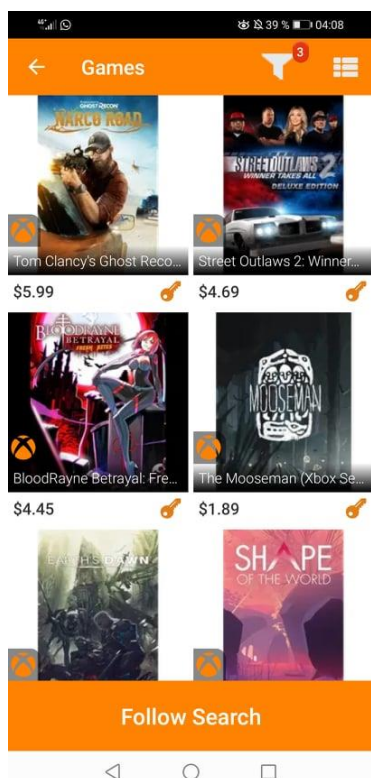 39 % 04:08
Games
3
GHOST RECON
NARCO ROAD
STREET OUTLAWS 2
WINNER TAKES ALL
DELUXE EDITION
Tom Clancy's Ghost Reco...
Street Outlaws 2: Winner...
$5.99
$4.69
BLOODRAYNE
BETRAYAL
FRESH BITES
MOOSEMAN
BloodRayne Betrayal: Fre...
The Mooseman (Xbox Se...
$4.45
$1.89
EARTH'S DAWN
SHAPE
OF THE WORLD
Follow Search